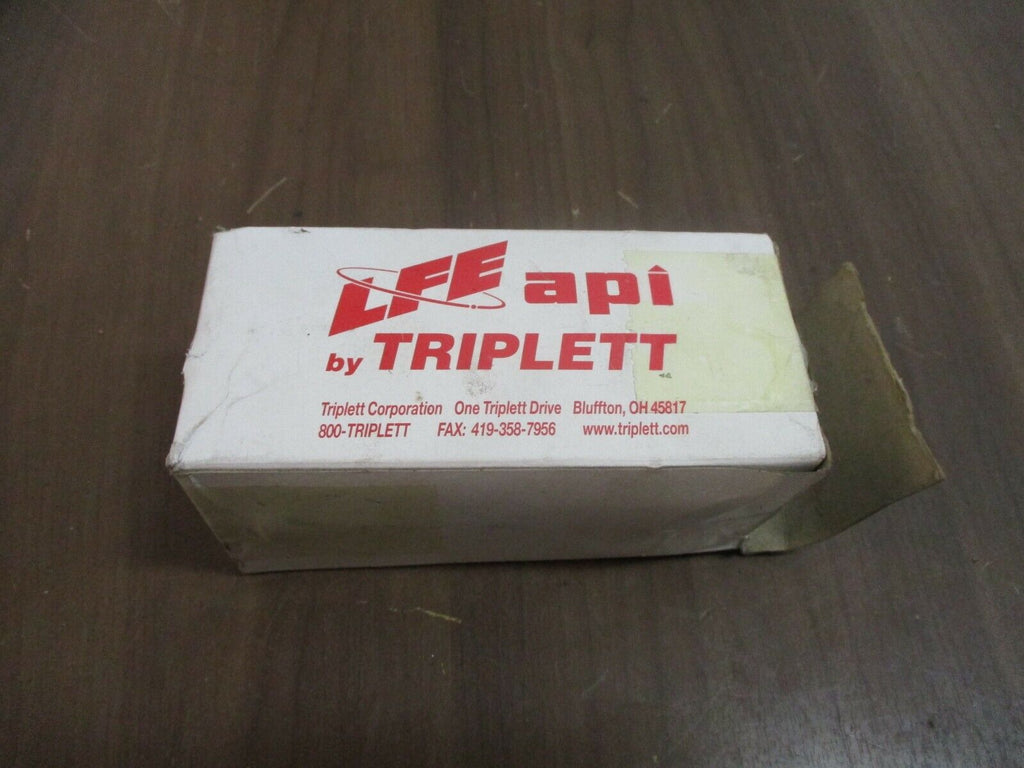 LFE api
by TRIPLETT
Triplett Corporation One Triplett Drive Bluffton, OH 45817
800-TRIPLETT FAX: 419-358-7956 www.triplett.com